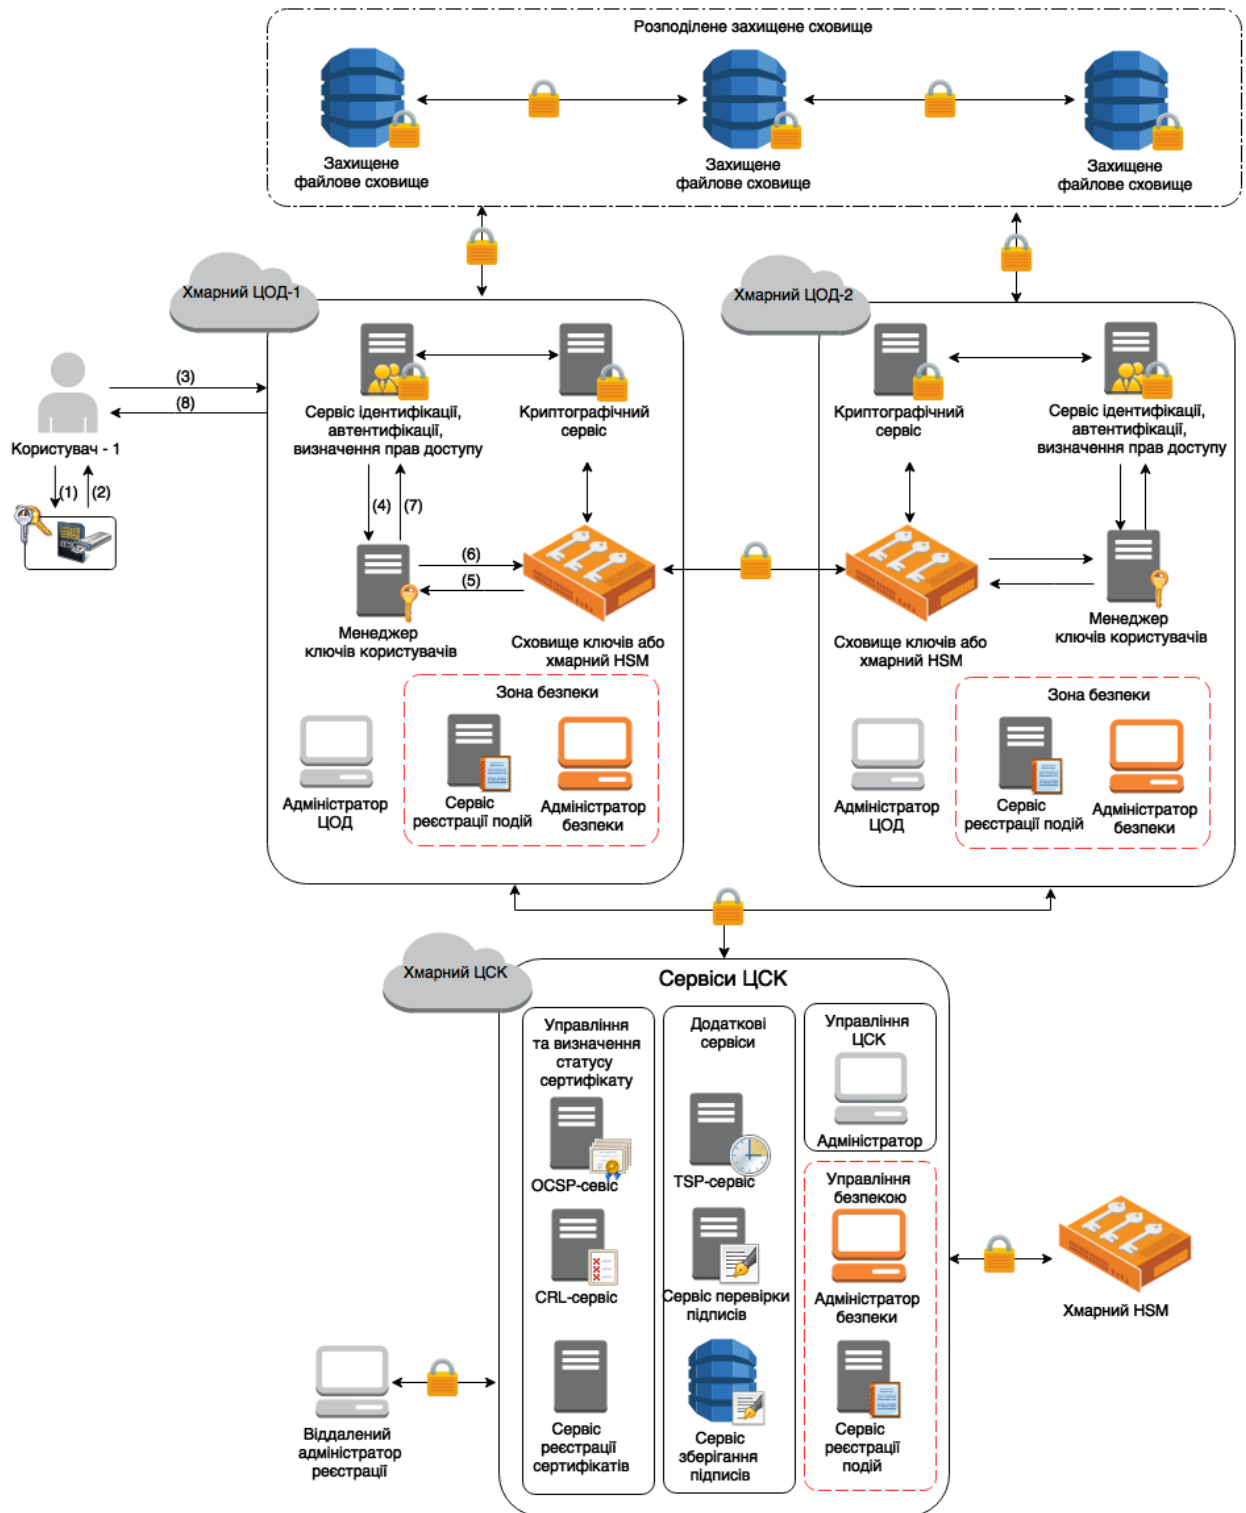 Розподілене захищене сховище
Захищене
файлове сховище
Захищене
файлове сховище
Захищене
файлове сховище
Хмарний ЦОД-1
Хмарний ЦОД-2
(3)
(8)
Користувач - 1
(1)
(2)
Сервіс ідентифікації,
автентифікації,
визначення прав доступу
Криптографічний
сервіс
(4)
(7)
(6)
(5)
Менеджер
ключів користувачів
Сховище ключів або
хмарний HSM
Зона безпеки
Адміністратор
ЦОД
Сервіс
реєстрації подій
Адміністратор
безпеки
Криптографічний
сервіс
Сервіс ідентифікації,
автентифікації,
визначення прав доступу
Сховище ключів або
хмарний HSM
Менеджер
ключів користувачів
Зона безпеки
Адміністратор
ЦОД
Сервіс
реєстрації подій
Адміністратор
безпеки
Хмарний ЦСК
Сервіси ЦСК
Управління
та визначення
статусу
сертифікату
OCSP-севіс
CRL-сервіс
Сервіс
реєстрації
сертифікатів
Додаткові
сервіси
TSP-сервіс
Сервіс перевірки
підписів
Сервіс
зберігання
підписів
Управління
ЦСК
Адміністратор
Управління
безпекою
Адміністратор
безпеки
Сервіс
реєстрації
подій
Хмарний HSM
Віддалений
адміністратор
реєстрації